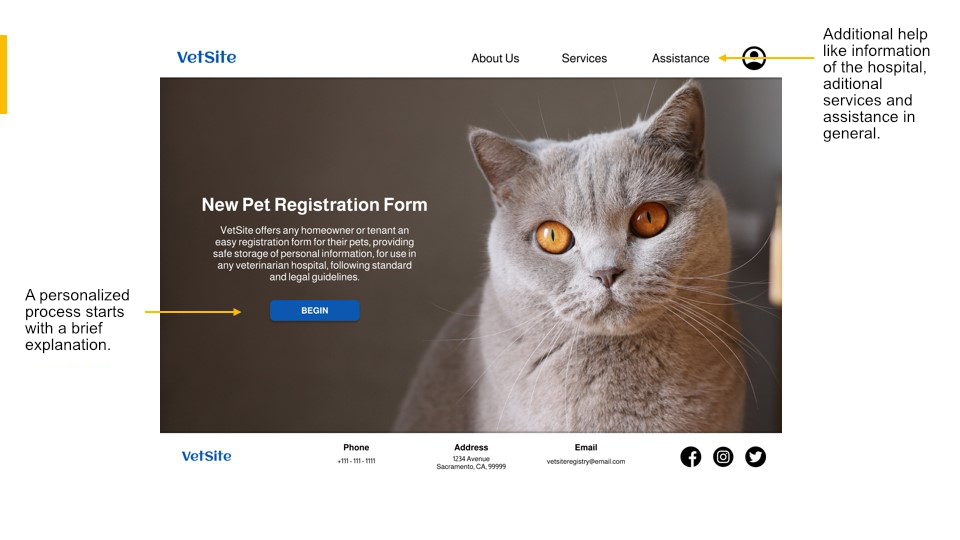 VetSite
About Us
Services
Assistance
Additional help
like information
of the hospital,
aditional
services and
assistance in
general.
New Pet Registration Form
VetSite offers any homeowner or tenant an
easy registration form for their pets, providing
safe storage of personal information, for use in
any veterinarian hospital, following standard
and legal guidelines.
BEGIN
A personalized
process starts
with a brief
explanation.
VetSite
Phone
+111 - 111 - 1111
Address
1234 Avenue
Sacramento, CA, 99999
Email
vetsiteregistry@email.com